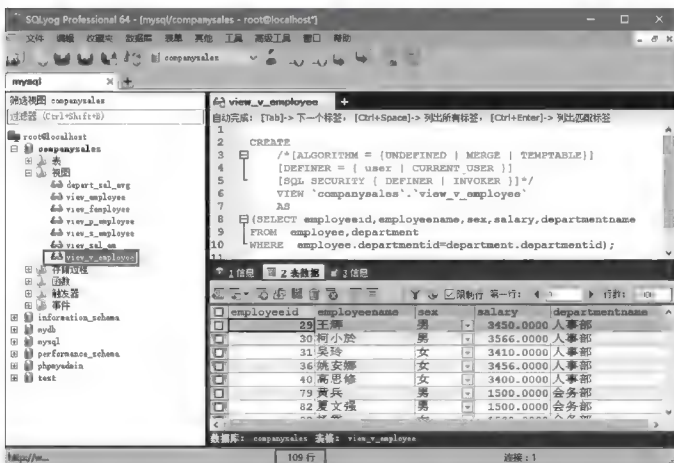 SQLyog Professional 64 - [mysql/companysales - root@localhost*]
文件 编辑 收藏夹 数据库 表单 其他 工具 高级工具 窗口 帮助
companysales
mysql
筛选视图 companysales
过滤器 (Ctrl+Shift+B)
root@localhost
companysales
表
视图
depart_sal_avg
view_employee
view_femployee
view_p_employee
view_s_employee
view_sal_em
view_v_employee
存储过程
函数
触发器
事件
information_schema
mydb
mysql
performance_schema
phpmyadmin
test
view_v_employee
自动完成: [Tab]-> 下一个标签, [Ctrl+Space]-> 列出所有标签, [Ctrl+Enter]-> 列出匹配标签
1
2 CREATE
3 /*[ALGORITHM = {UNDEFINED | MERGE | TEMPTABLE}]
4 [DEFINER = { user | CURRENT_USER }]
5 [SQL SECURITY { DEFINER | INVOKER }]*/
6 VIEW `companysales`.`view_v_employee`
7 AS
8 (SELECT employeeid,employeename,sex,salary,departmentname
9 FROM employee,department
10 WHERE employee.departmentid=department.departmentid);
11
1 信息 2 表数据 3 信息
限制行 第一行: 行数:
employeeid employeename sex salary departmentname
29 王娜 男 3450.0000 人事部
30 柯小於 男 3566.0000 人事部
31 吴玲 女 3410.0000 人事部
36 姚安娜 女 3456.0000 人事部
40 高思修 女 3400.0000 人事部
79 黄兵 男 1500.0000 会务部
82 夏文强 男 1500.0000 会务部
数据库: companysales 表格: view_v_employee
109 行 连接: 1